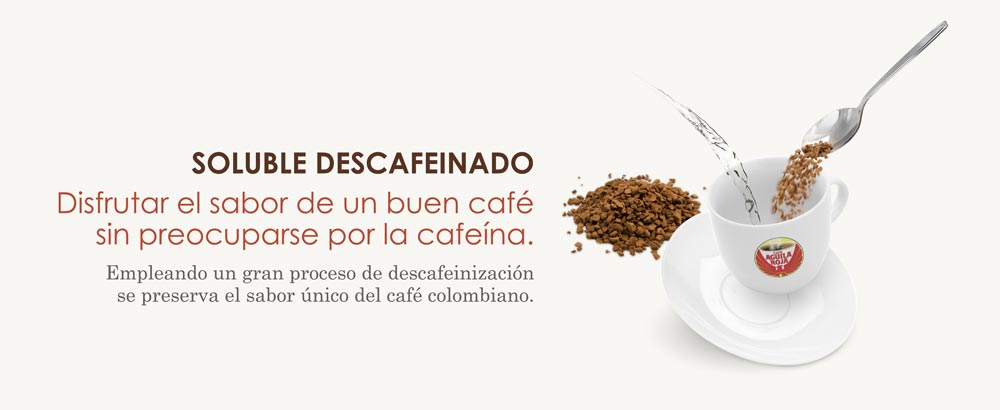 SOLUBLE DESCAFEINADO
Disfrutar el sabor de un buen café
sin preocuparse por la cafeína.
Empleando un gran proceso de descafeinización
se preserva el sabor único del café colombiano.
AGUILA
ROJA